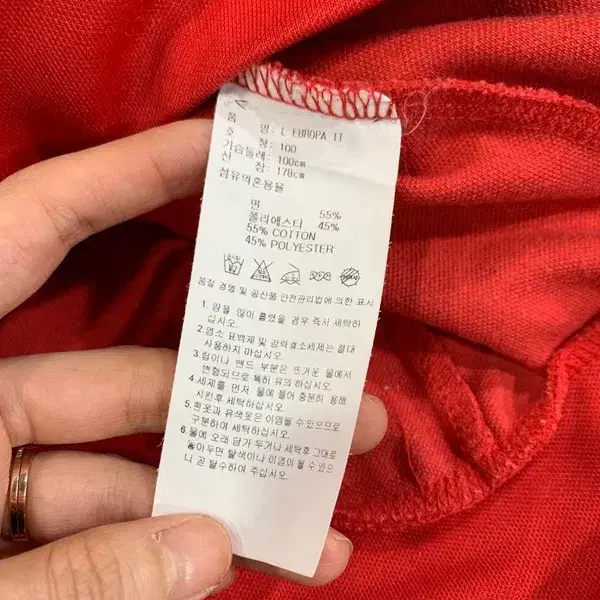 품 명: L EUROPA II
호 칭: 100
가슴둘레: 100cm
신 장: 178cm
섬유의혼용율
면 55%
폴리에스터 45%
55% COTTON
45% POLYESTER
품질 경영 및 공산품 안전관리법에 의한 표시
1. 땀을 많이 흘렸을 경우 즉시 세탁하
십시오.
2.염소 표백제 및 강력효소세제는 절대
사용하지 마십시오.
3.립이나 밴드 부분은 뜨거운 물에서
변형되므로 특히 유의 하십시오.
4.세제를 먼저 물에 풀어 충분히 용해
시킨후 세탁하십시오.
5.흰옷과 유색옷은 이염될 수 있으므로
구분하여 세탁하십시오.
6.물에 오래 담가 두거나 세탁후 그대로
놓아두면 탈색이나 이염이 될 수 있으
니 곧 탈수하여 주십시오.